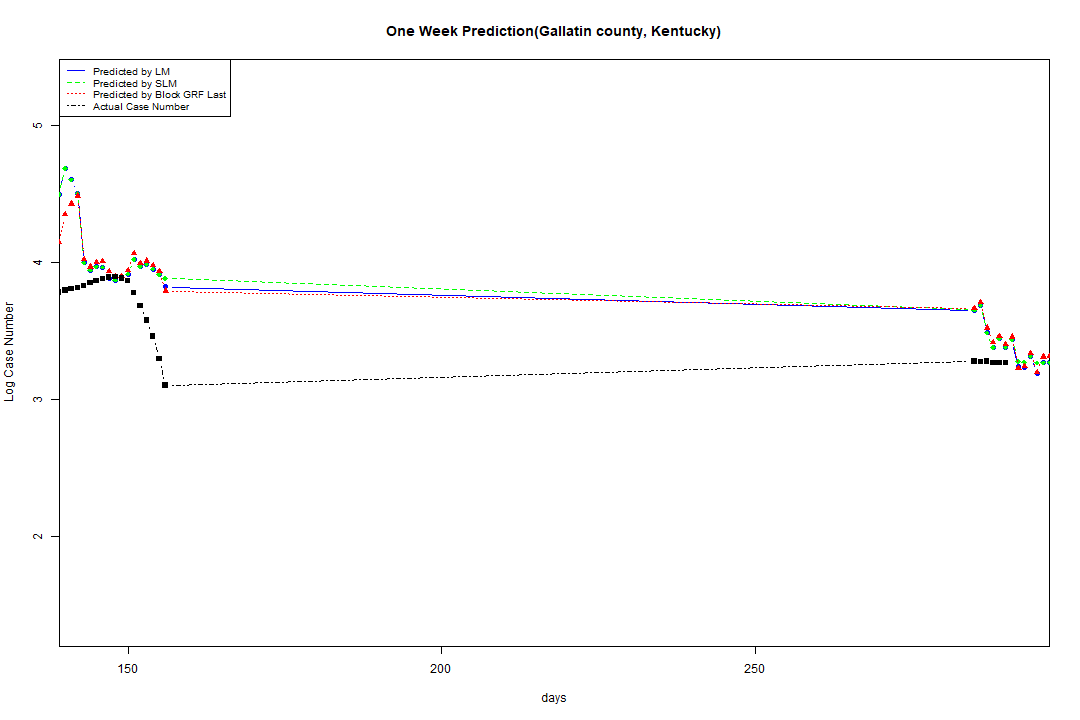 One Week Prediction(Gallatin county, Kentucky)
Predicted by LM
Predicted by SLM
Predicted by Block GRF Last
Actual Case Number
5
4
3
2
Log Case Number
150
200
250
days